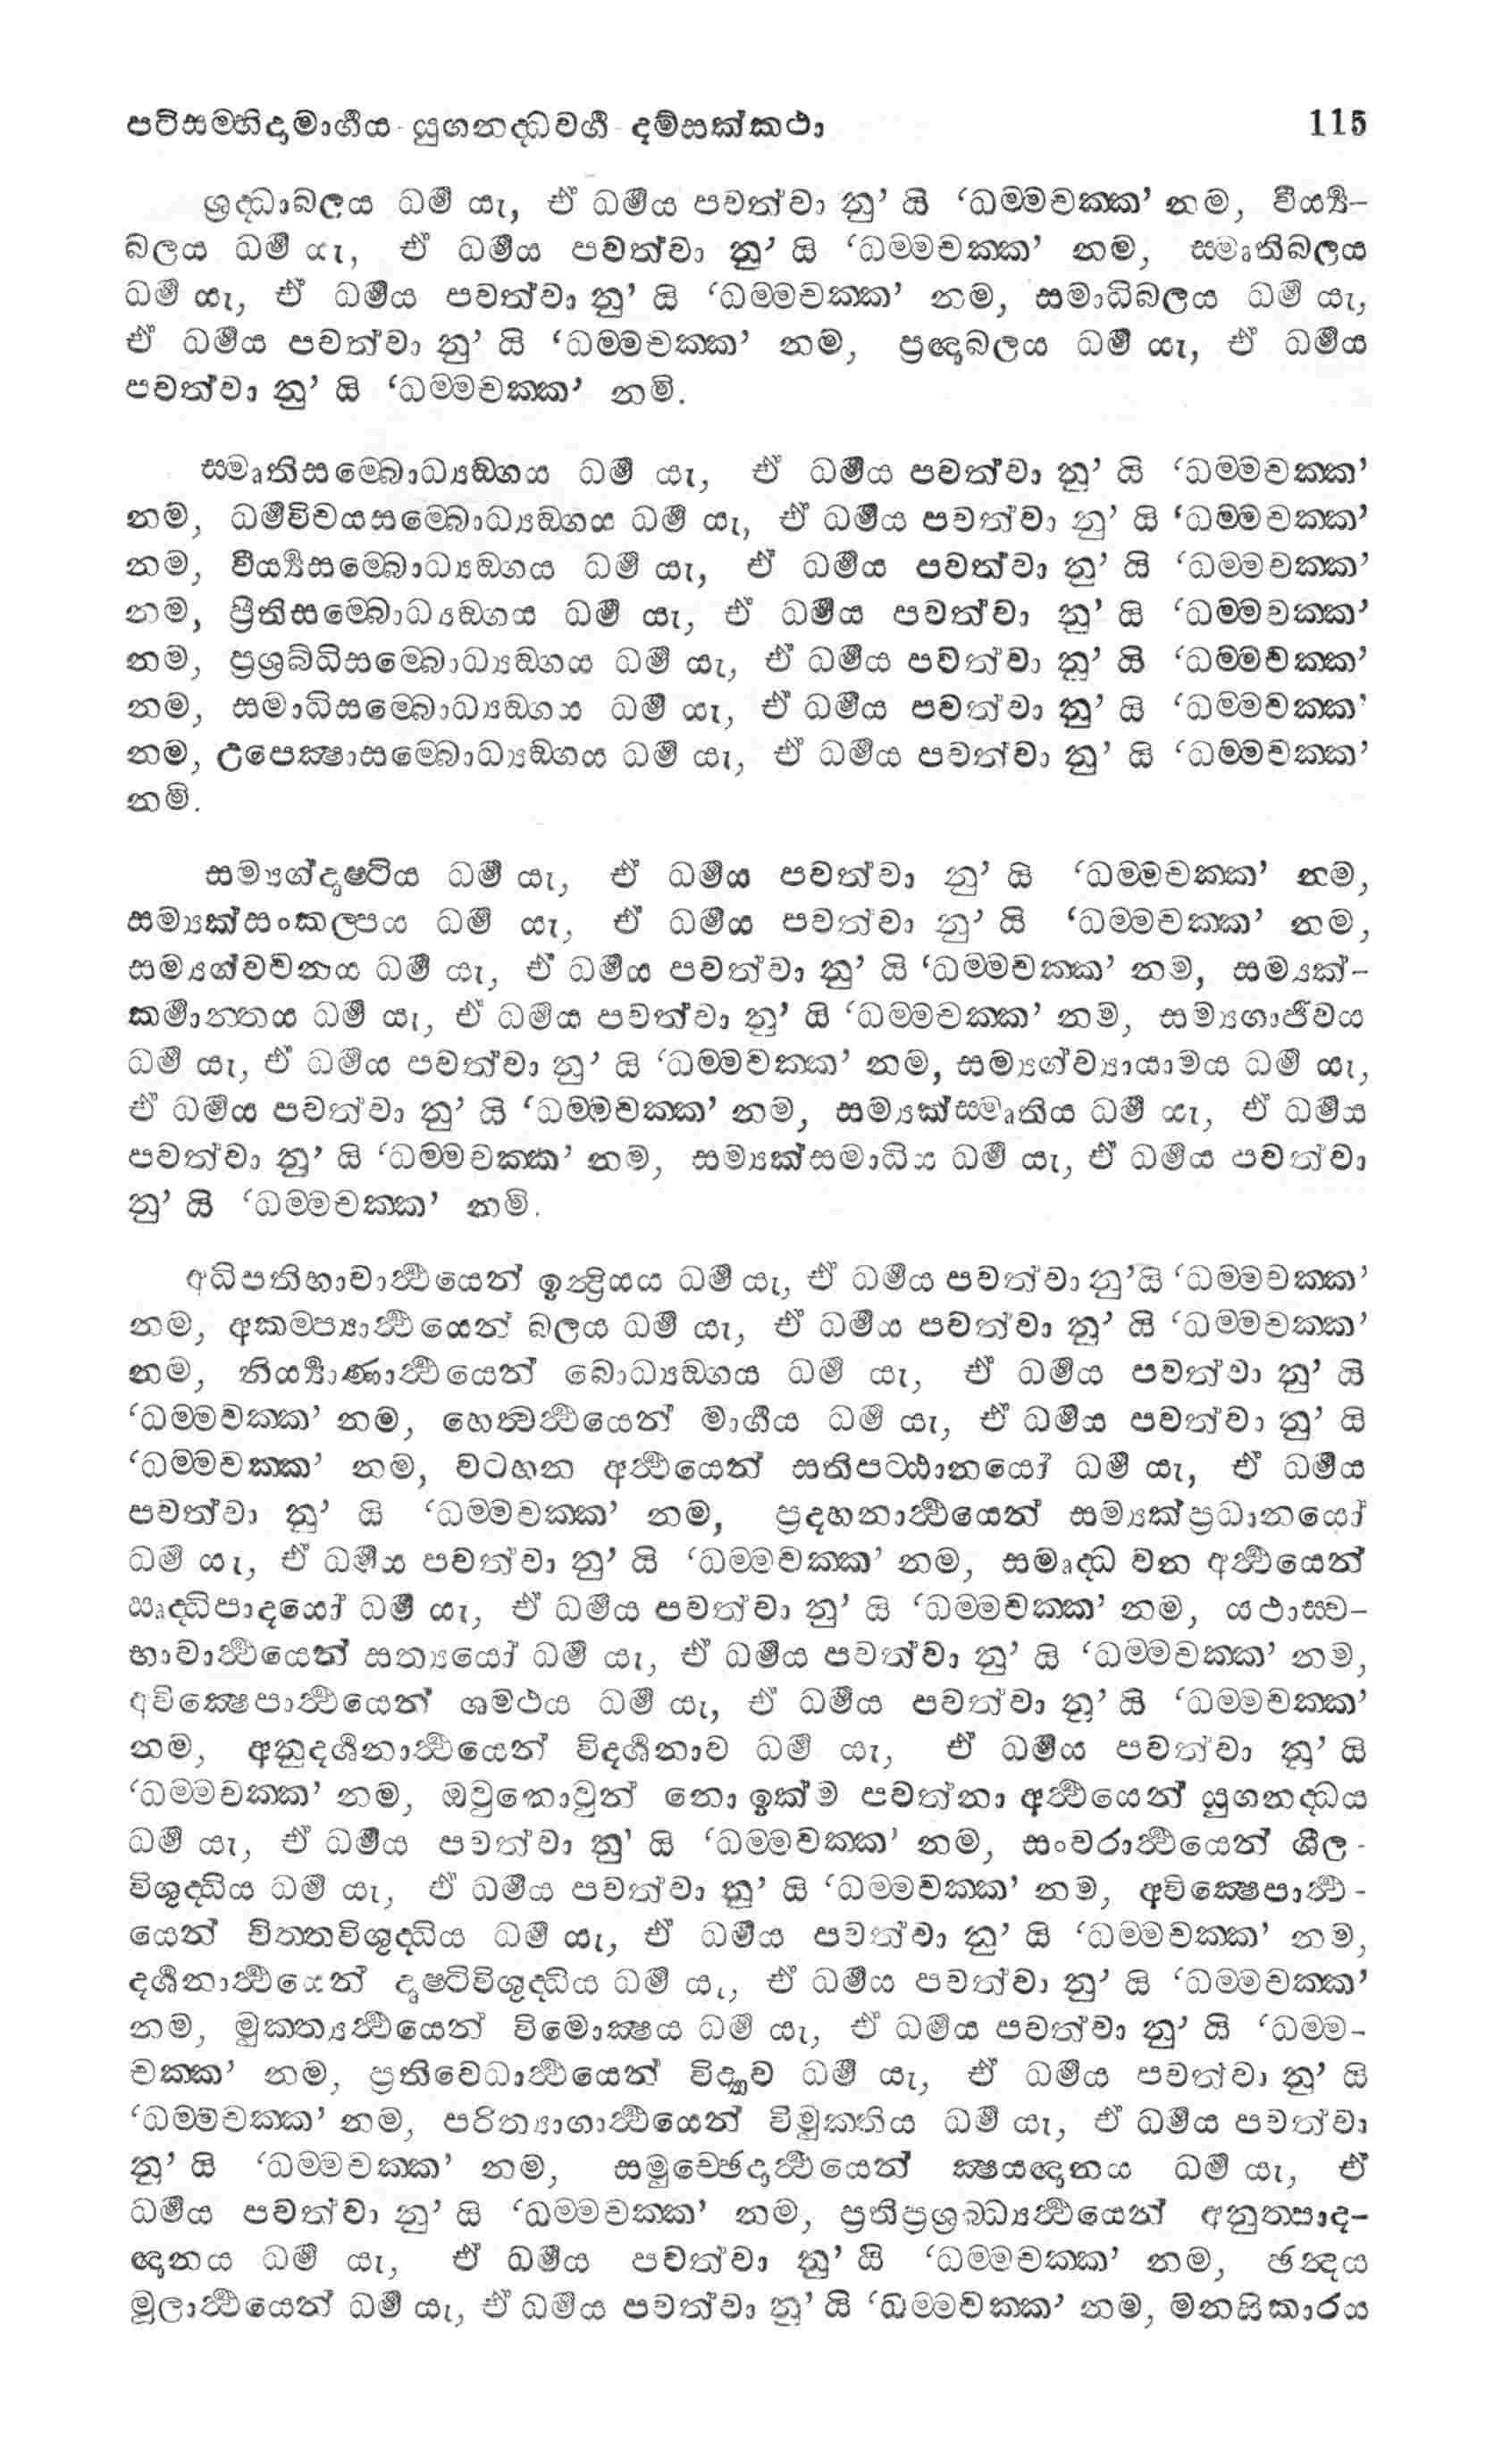 පටිසම්භිදාමාර්ගය - යුගනද්ධවර්ග - දම්සක්කථා 115
ශ්‍රද්ධාබලය ධර්ම යැ, ඒ ධර්මය පවත්වා නු’ යි ‘ධම්මචක්ක’ නම, වීර්ය්‍ය-
බලය ධර්ම යැ, ඒ ධර්මය පවත්වා නු’ යි ‘ධම්මචක්ක’ නම, ස්මෘතිබලය
ධර්ම යැ, ඒ ධර්මය පවත්වා නු’ යි ‘ධම්මචක්ක’ නම, සමාධිබලය ධර්ම යැ,
ඒ ධර්මය පවත්වා නු’ යි ‘ධම්මචක්ක’ නම, ප්‍රඥාබලය ධර්ම යැ, ඒ ධර්මය
පවත්වා නු’ යි ‘ධම්මචක්ක’ නමි.
ස්මෘතිසම්බොධ්‍යඞ්ගය ධර්ම යැ, ඒ ධර්මය පවත්වා නු’ යි ‘ධම්මචක්ක’
නම, ධර්මවිචයසම්බොධ්‍යඞ්ගය ධර්ම යැ, ඒ ධර්මය පවත්වා නු’ යි ‘ධම්මචක්ක’
නම, වීර්ය්‍යසම්බොධ්‍යඞ්ගය ධර්ම යැ, ඒ ධර්මය පවත්වා නු’ යි ‘ධම්මචක්ක’
නම, ප්‍රීතිසම්බොධ්‍යඞ්ගය ධර්ම යැ, ඒ ධර්මය පවත්වා නු’ යි ‘ධම්මචක්ක’
නම, ප්‍රශ්‍රබ්ධිසම්බොධ්‍යඞ්ගය ධර්ම යැ, ඒ ධර්මය පවත්වා නු’ යි ‘ධම්මචක්ක’
නම, සමාධිසම්බොධ්‍යඞ්ගය ධර්ම යැ, ඒ ධර්මය පවත්වා නු’ යි ‘ධම්මචක්ක’
නම, උපෙක්ෂාසම්බොධ්‍යඞ්ගය ධර්ම යැ, ඒ ධර්මය පවත්වා නු’ යි ‘ධම්මචක්ක’
නමි.
සම්‍යග්දෘෂ්ටිය ධර්ම යැ, ඒ ධර්මය පවත්වා නු’ යි ‘ධම්මචක්ක’ නම,
සම්‍යක්සංකල්පය ධර්ම යැ, ඒ ධර්මය පවත්වා නු’ යි ‘ධම්මචක්ක’ නම,
සම්‍යග්වචනය ධර්ම යැ, ඒ ධර්මය පවත්වා නු’ යි ‘ධම්මචක්ක’ නම, සම්‍යක්-
කර්මාන්තය ධර්ම යැ, ඒ ධර්මය පවත්වා නු’ යි ‘ධම්මචක්ක’ නම, සම්‍යගාජීවය
ධර්ම යැ, ඒ ධර්මය පවත්වා නු’ යි ‘ධම්මචක්ක’ නම, සම්‍යග්ව්‍යායාමය ධර්ම යැ,
ඒ ධර්මය පවත්වා නු’ යි ‘ධම්මචක්ක’ නම, සම්‍යක්ස්මෘතිය ධර්ම යැ, ඒ ධර්මය
පවත්වා නු’ යි ‘ධම්මචක්ක’ නම, සම්‍යක්සමාධිය ධර්ම යැ, ඒ ධර්මය පවත්වා
නු’ යි ‘ධම්මචක්ක’ නමි.
අධිපතිභාවාර්ථයෙන් ඉන්ද්‍රියය ධර්ම යැ, ඒ ධර්මය පවත්වා නු’යි ‘ධම්මචක්ක’
නම, අකම්ප්‍යාර්ථයෙන් බලය ධර්ම යැ, ඒ ධර්මය පවත්වා නු’ යි ‘ධම්මචක්ක’
නම, නිර්ය්‍යාණාර්ථයෙන් බොධ්‍යඞ්ගය ධර්ම යැ, ඒ ධර්මය පවත්වා නු’ යි
‘ධම්මචක්ක’ නම, හෙත්වර්ථයෙන් මාර්ගය ධර්ම යැ, ඒ ධර්මය පවත්වා නු’ යි
‘ධම්මචක්ක’ නම, වටහන අර්ථයෙන් සතිපට්ඨානයෝ ධර්ම යැ, ඒ ධර්මය
පවත්වා නු’ යි ‘ධම්මචක්ක’ නම, ප්‍රදහනාර්ථයෙන් සම්‍යක්ප්‍රධානයෝ
ධර්ම යැ, ඒ ධර්මය පවත්වා නු’ යි ‘ධම්මචක්ක’ නම, සමෘද්ධ වන අර්ථයෙන්
ඍද්ධිපාදයෝ ධර්ම යැ, ඒ ධර්මය පවත්වා නු’ යි ‘ධම්මචක්ක’ නම, යථාස්ව-
භාවාර්ථයෙන් සත්‍යයෝ ධර්ම යැ, ඒ ධර්මය පවත්වා නු’ යි ‘ධම්මචක්ක’ නම,
අවික්ෂෙපාර්ථයෙන් ශමථය ධර්ම යැ, ඒ ධර්මය පවත්වා නු’ යි ‘ධම්මචක්ක’
නම, අනුදර්ශනාර්ථයෙන් විදර්ශනාව ධර්ම යැ, ඒ ධර්මය පවත්වා නු’ යි
‘ධම්මචක්ක’ නම, ඔවුනොවුන් නො ඉක්ම පවත්නා අර්ථයෙන් යුගනද්ධය
ධර්ම යැ, ඒ ධර්මය පවත්වා නු’ යි ‘ධම්මචක්ක’ නම, සංවරාර්ථයෙන් ශීල-
විශුද්ධිය ධර්ම යැ, ඒ ධර්මය පවත්වා නු’ යි ‘ධම්මචක්ක’ නම, අවික්ෂෙපාර්ථ-
යෙන් චිත්තවිශුද්ධිය ධර්ම යැ, ඒ ධර්මය පවත්වා නු’ යි ‘ධම්මචක්ක’ නම,
දර්ශනාර්ථයෙන් දෘෂ්ටිවිශුද්ධිය ධර්ම යැ, ඒ ධර්මය පවත්වා නු’ යි ‘ධම්මචක්ක’
නම, මුක්ත්‍යර්ථයෙන් විමොක්ෂය ධර්ම යැ, ඒ ධර්මය පවත්වා නු’ යි ‘ධම්ම-
චක්ක’ නම, ප්‍රතිවෙධාර්ථයෙන් විද්‍යාව ධර්ම යැ, ඒ ධර්මය පවත්වා නු’ යි
‘ධම්මචක්ක’ නම, පරිත්‍යාගාර්ථයෙන් විමුක්තිය ධර්ම යැ, ඒ ධර්මය පවත්වා
නු’ යි ‘ධම්මචක්ක’ නම, සමුච්ඡෙදාර්ථයෙන් ක්ෂයඥානය ධර්ම යැ, ඒ
ධර්මය පවත්වා නු’ යි ‘ධම්මචක්ක’ නම, ප්‍රතිප්‍රශ්‍රබ්ධ්‍යර්ථයෙන් අනුත්පාද-
ඥානය ධර්ම යැ, ඒ ධර්මය පවත්වා නු’ යි ‘ධම්මචක්ක’ නම, ඡන්දය
මූලාර්ථයෙන් ධර්ම යැ, ඒ ධර්මය පවත්වා නු’ යි ‘ධම්මචක්ක’ නම, මනසිකාරය